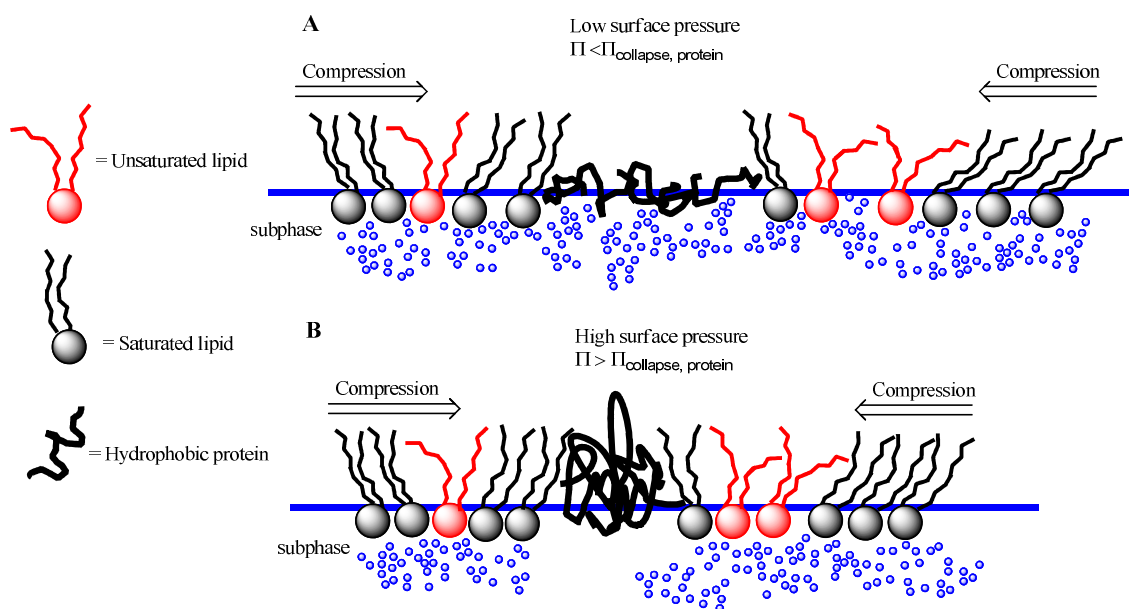 A
Low surface pressure
Π <Πcollapse, protein
Compression
Compression
= Unsaturated lipid
subphase
= Saturated lipid
B
High surface pressure
Π > Πcollapse, protein
Compression
Compression
= Hydrophobic protein
subphase